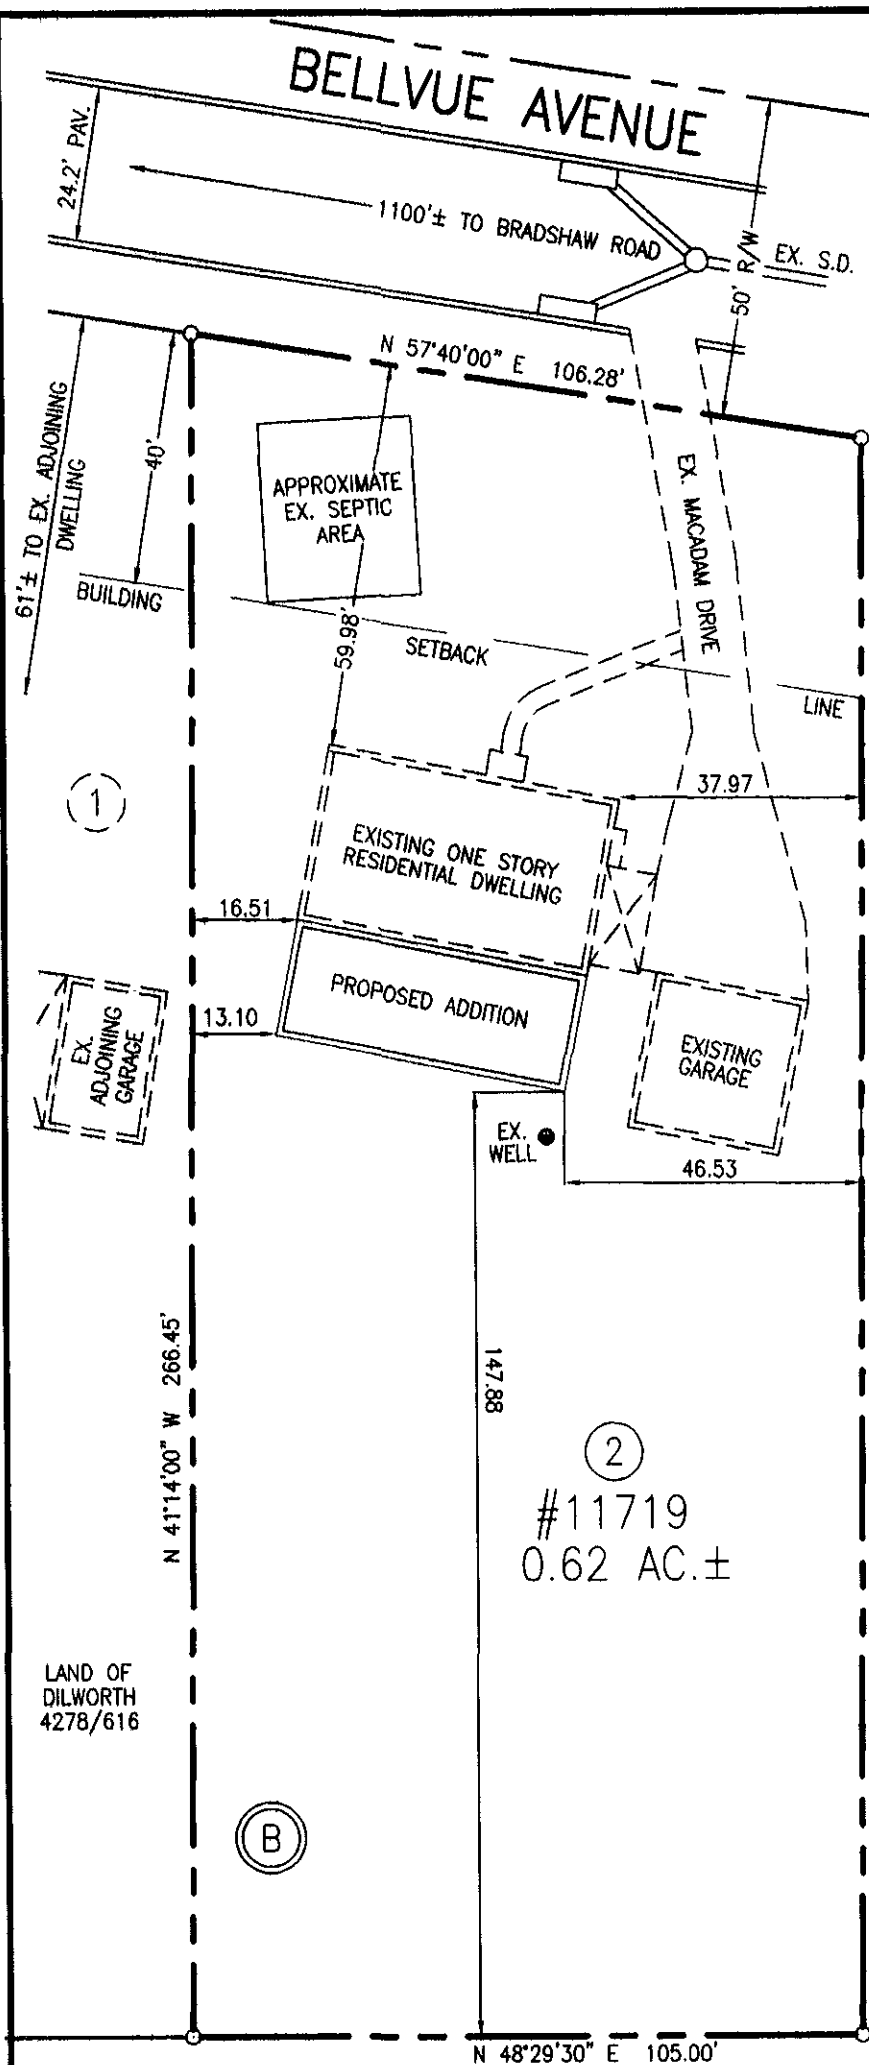 BELLVUE AVENUE
24.2' PAV.
1100'± TO BRADSHAW ROAD
50' R/W
EX. S.D.
N 57°40'00" E 106.28'
61'± TO EX. ADJOINING
DWELLING
40'
APPROXIMATE
EX. SEPTIC
AREA
EX. MACADAM DRIVE
BUILDING
SETBACK
LINE
59.98'
37.97
1
EXISTING ONE STORY
RESIDENTIAL DWELLING
16.51
PROPOSED ADDITION
13.10
EX.
ADJOINING
GARAGE
EXISTING
GARAGE
EX.
WELL
46.53
147.88
N 41°14'00" W 266.45'
2
#11719
0.62 AC.±
LAND OF
DILWORTH
4278/616
B
N 48°29'30" E 105.00'